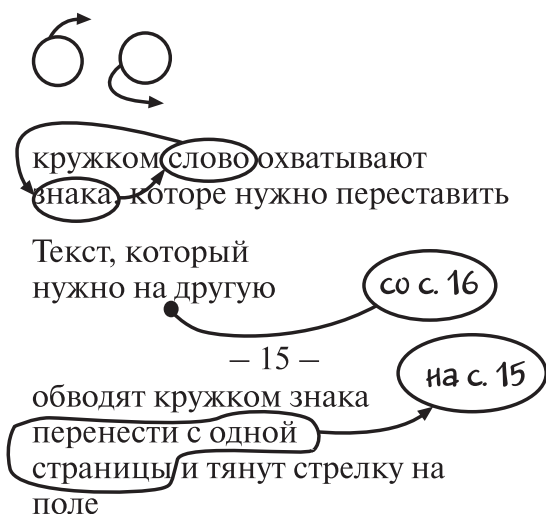 кружком слово охватывают
знака, которе нужно переставить
Текст, который
нужно на другую
со с. 16
– 15 –
на с. 15
обводят кружком знака
перенести с одной
страницы и тянут стрелку на
поле